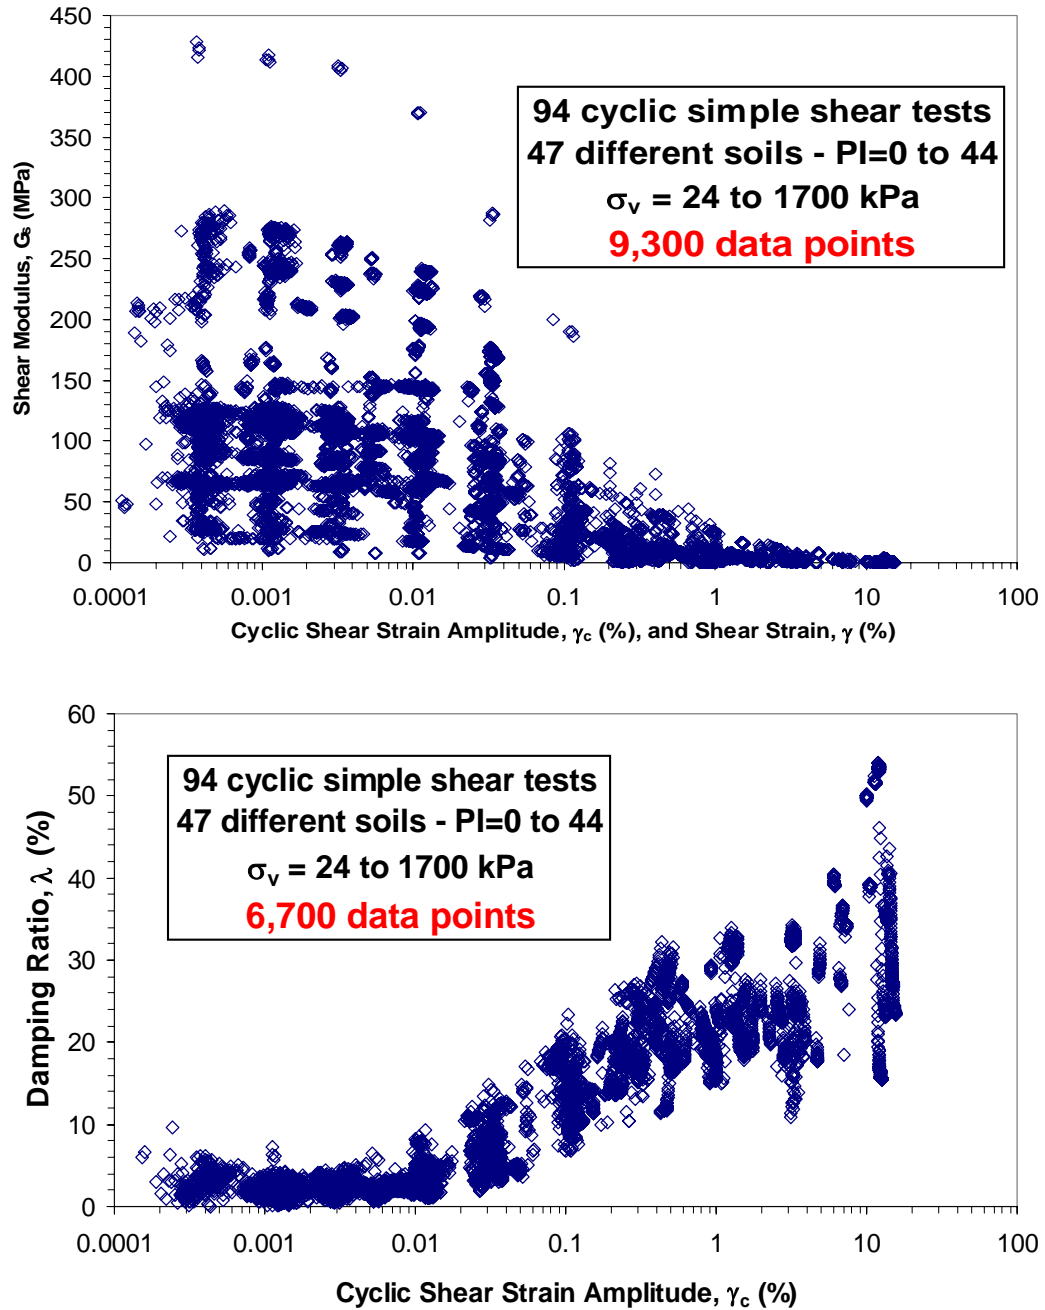 450
400
350
300
250
200
150
100
50
0
Shear Modulus, Gs (MPa)
94 cyclic simple shear tests
47 different soils - PI=0 to 44
σv = 24 to 1700 kPa
9,300 data points
0.0001 0.001 0.01 0.1 1 10 100
Cyclic Shear Strain Amplitude, γc (%), and Shear Strain, γ (%)
60
50
40
30
20
10
0
Damping Ratio, λ (%)
94 cyclic simple shear tests
47 different soils - PI=0 to 44
σv = 24 to 1700 kPa
6,700 data points
0.0001 0.001 0.01 0.1 1 10 100
Cyclic Shear Strain Amplitude, γc (%)